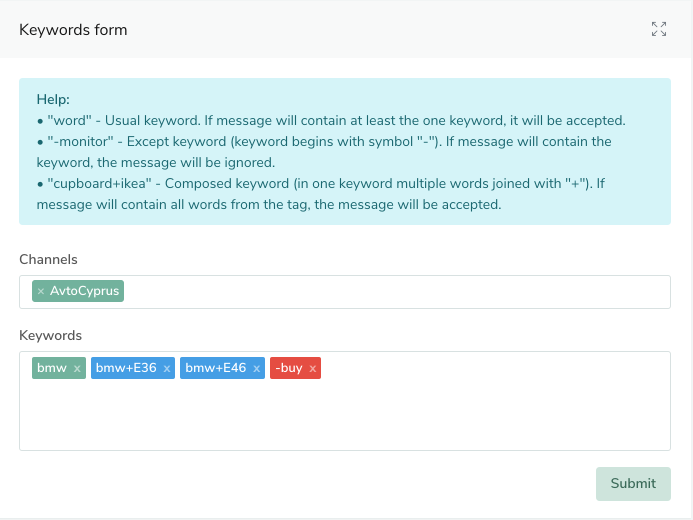 Keywords form
Help:
• "word" - Usual keyword. If message will contain at least the one keyword, it will be accepted.
• "-monitor" - Except keyword (keyword begins with symbol "-"). If message will contain the
keyword, the message will be ignored.
• "cupboard+ikea" - Composed keyword (in one keyword multiple words joined with "+"). If
message will contain all words from the tag, the message will be accepted.
Channels
× AvtoCyprus
Keywords
bmw x bmw+E36 x bmw+E46 x -buy x
Submit